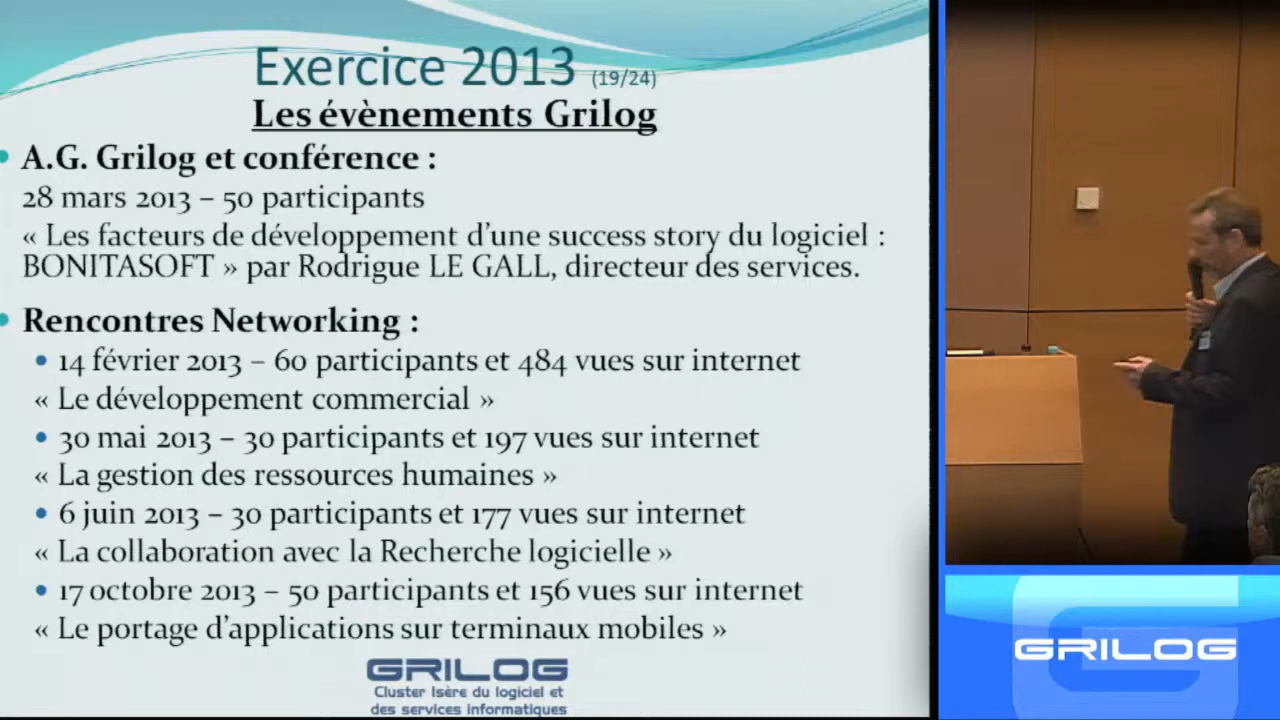 Exercice 2013 (19/24)
Les évènements Grilog
• A.G. Grilog et conférence :
28 mars 2013 – 50 participants
« Les facteurs de développement d'une success story du logiciel :
BONITASOFT » par Rodrigue LE GALL, directeur des services.
• Rencontres Networking :
• 14 février 2013 – 60 participants et 484 vues sur internet
« Le développement commercial »
• 30 mai 2013 – 30 participants et 197 vues sur internet
« La gestion des ressources humaines »
• 6 juin 2013 – 30 participants et 177 vues sur internet
« La collaboration avec la Recherche logicielle »
• 17 octobre 2013 – 50 participants et 156 vues sur internet
« Le portage d'applications sur terminaux mobiles »
GRILOG
Cluster Isère du logiciel et
des services informatiques
GRILOG